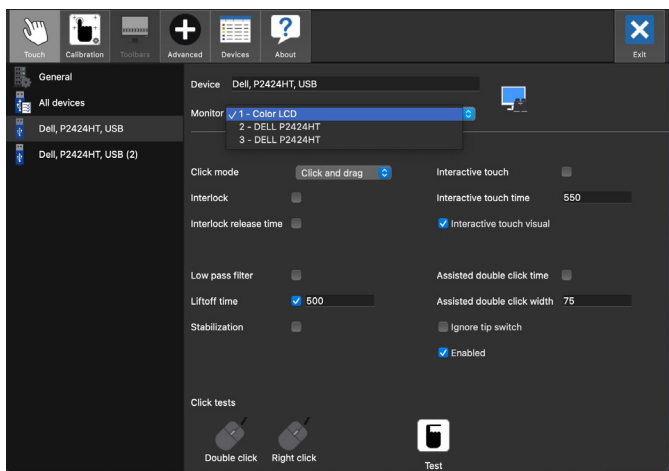 Touch Calibration Toolbars Advanced Devices About Exit
General
All devices
Dell, P2424HT, USB
Dell, P2424HT, USB (2)
Device Dell, P2424HT, USB
Monitor ✓ 1 - Color LCD
2 - DELL P2424HT
3 - DELL P2424HT
Click mode Click and drag Interactive touch
Interlock Interactive touch time 550
Interlock release time Interactive touch visual
Low pass filter Assisted double click time
Liftoff time 500 Assisted double click width 75
Stabilization Ignore tip switch
Enabled
Click tests
Double click Right click Test